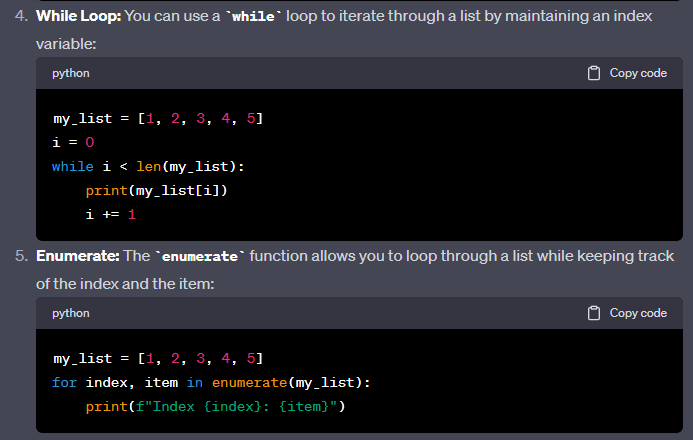 4. While Loop: You can use a `while` loop to iterate through a list by maintaining an index
variable:
python Copy code
my_list = [1, 2, 3, 4, 5]
i = 0
while i < len(my_list):
    print(my_list[i])
    i += 1
5. Enumerate: The `enumerate` function allows you to loop through a list while keeping track
of the index and the item:
python Copy code
my_list = [1, 2, 3, 4, 5]
for index, item in enumerate(my_list):
    print(f"Index {index}: {item}")